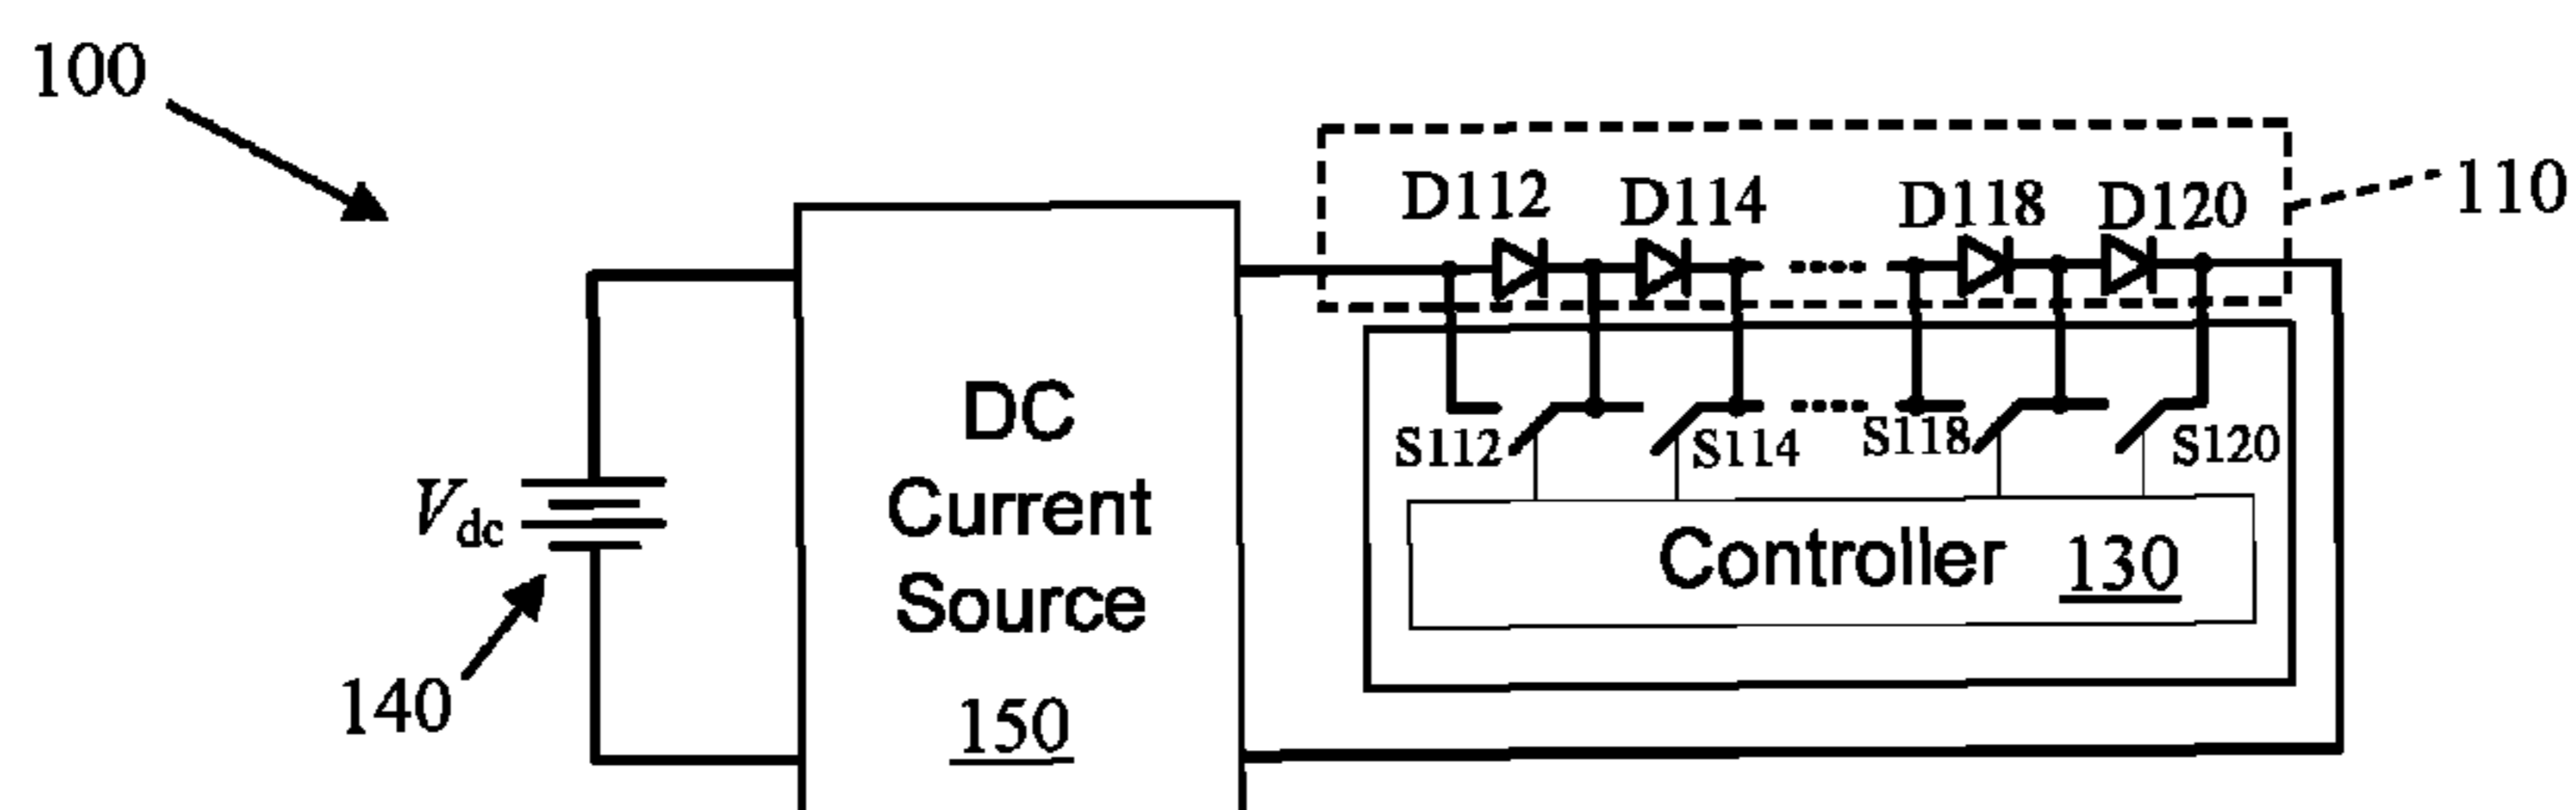 100
110
D112 D114 D118 D120
DC
Current
Source
150
S112 S114 S118 S120
Controller 130
Vdc
140